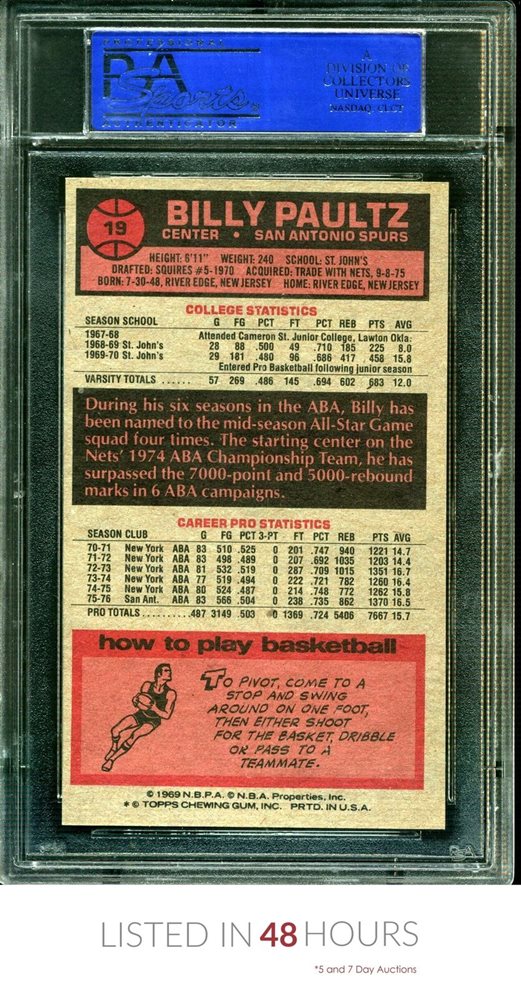 PROFESSIONAL
PSA
Sports
AUTHENTICATOR
A
DIVISION OF
COLLECTORS
UNIVERSE
NASDAQ: CLCT
19
BILLY PAULTZ
CENTER • SAN ANTONIO SPURS
HEIGHT: 6'11" WEIGHT: 240 SCHOOL: ST. JOHN'S
DRAFTED: SQUIRES #5-1970 ACQUIRED: TRADE WITH NETS, 9-8-75
BORN: 7-30-48, RIVER EDGE, NEW JERSEY HOME: RIVER EDGE, NEW JERSEY
COLLEGE STATISTICS
SEASON SCHOOL G FG PCT FT PCT REB PTS AVG
1967-68 Attended Cameron St. Junior College, Lawton Okla.
1968-69 St. John's 28 88 .500 49 .710 185 225 8.0
1969-70 St. John's 29 181 .480 96 .686 417 458 15.8
Entered Pro Basketball following junior season
VARSITY TOTALS ...... 57 269 .486 145 .694 602 683 12.0
During his six seasons in the ABA, Billy has
been named to the mid-season All-Star Game
squad four times. The starting center on the
Nets' 1974 ABA Championship Team, he has
surpassed the 7000-point and 5000-rebound
marks in 6 ABA campaigns.
CAREER PRO STATISTICS
SEASON CLUB G FG PCT 3-PT FT PCT REB PTS AVG
70-71 New York ABA 83 510 .525 0 201 .747 940 1221 14.7
71-72 New York ABA 83 498 .489 0 207 .692 1035 1203 14.4
72-73 New York ABA 81 532 .519 0 287 .709 1015 1351 16.7
73-74 New York ABA 77 519 .494 0 222 .721 782 1260 16.4
74-75 New York ABA 80 524 .487 0 214 .748 772 1262 15.8
75-76 San Ant. ABA 83 566 .504 0 238 .735 862 1370 16.5
PRO TOTALS..........487 3149 .503 0 1369 .724 5406 7667 15.7
how to play basketball
TO PIVOT, COME TO A
STOP AND SWING
AROUND ON ONE FOOT,
THEN EITHER SHOOT
FOR THE BASKET, DRIBBLE
OR PASS TO A
TEAMMATE.
© 1969 N.B.P.A. © N.B.A. Properties, Inc.
* © TOPPS CHEWING GUM, INC. PRTD. IN U.S.A.
LISTED IN 48 HOURS
*5 and 7 Day Auctions